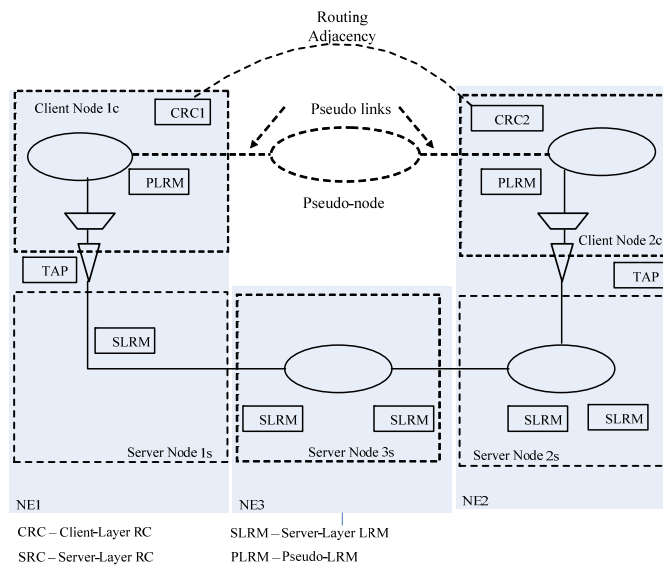 Routing
Adjacency
Client Node 1c
CRC1
Pseudo links
CRC2
PLRM
PLRM
Pseudo-node
Client Node 2c
TAP
TAP
SLRM
SLRM
SLRM
SLRM
SLRM
Server Node 1s
Server Node 3s
Server Node 2s
NE1
NE3
NE2
CRC – Client-Layer RC
SLRM – Server-Layer LRM
SRC – Server-Layer RC
PLRM – Pseudo-LRM